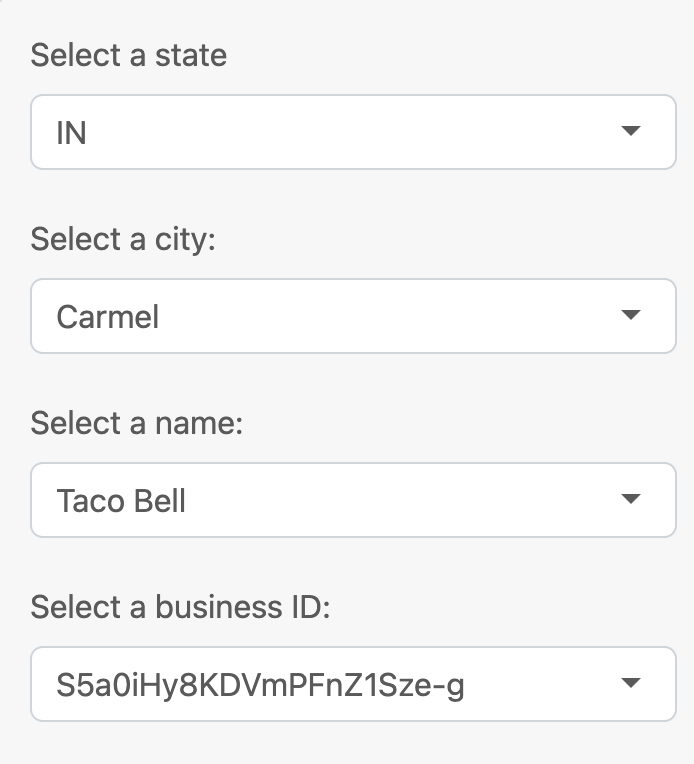 Select a state
IN
Select a city:
Carmel
Select a name:
Taco Bell
Select a business ID:
S5a0iHy8KDVmPFnZ1Sze-g